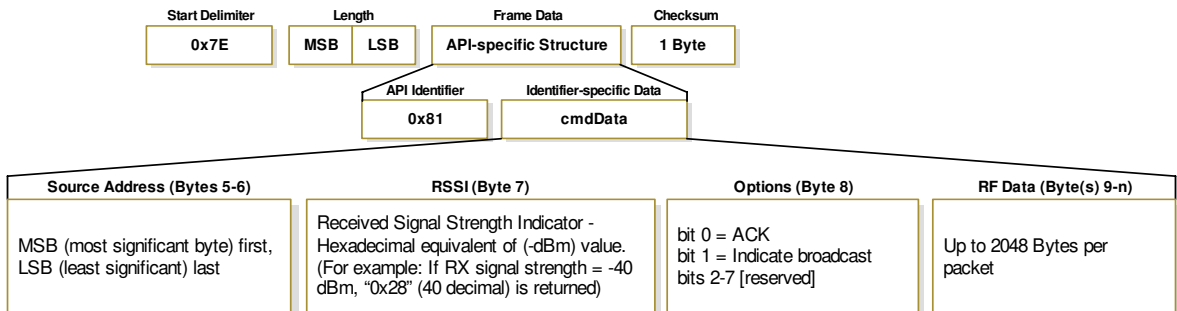 Start Delimiter
Length
Frame Data
Checksum
0x7E
MSB
LSB
API-specific Structure
1 Byte
API Identifier
Identifier-specific Data
0x81
cmdData
Source Address (Bytes 5-6)
MSB (most significant byte) first,
LSB (least significant) last
RSSI (Byte 7)
Received Signal Strength Indicator -
Hexadecimal equivalent of (-dBm) value.
(For example: If RX signal strength = -40
dBm, “0x28” (40 decimal) is returned)
Options (Byte 8)
bit 0 = ACK
bit 1 = Indicate broadcast
bits 2-7 [reserved]
RF Data (Byte(s) 9-n)
Up to 2048 Bytes per
packet